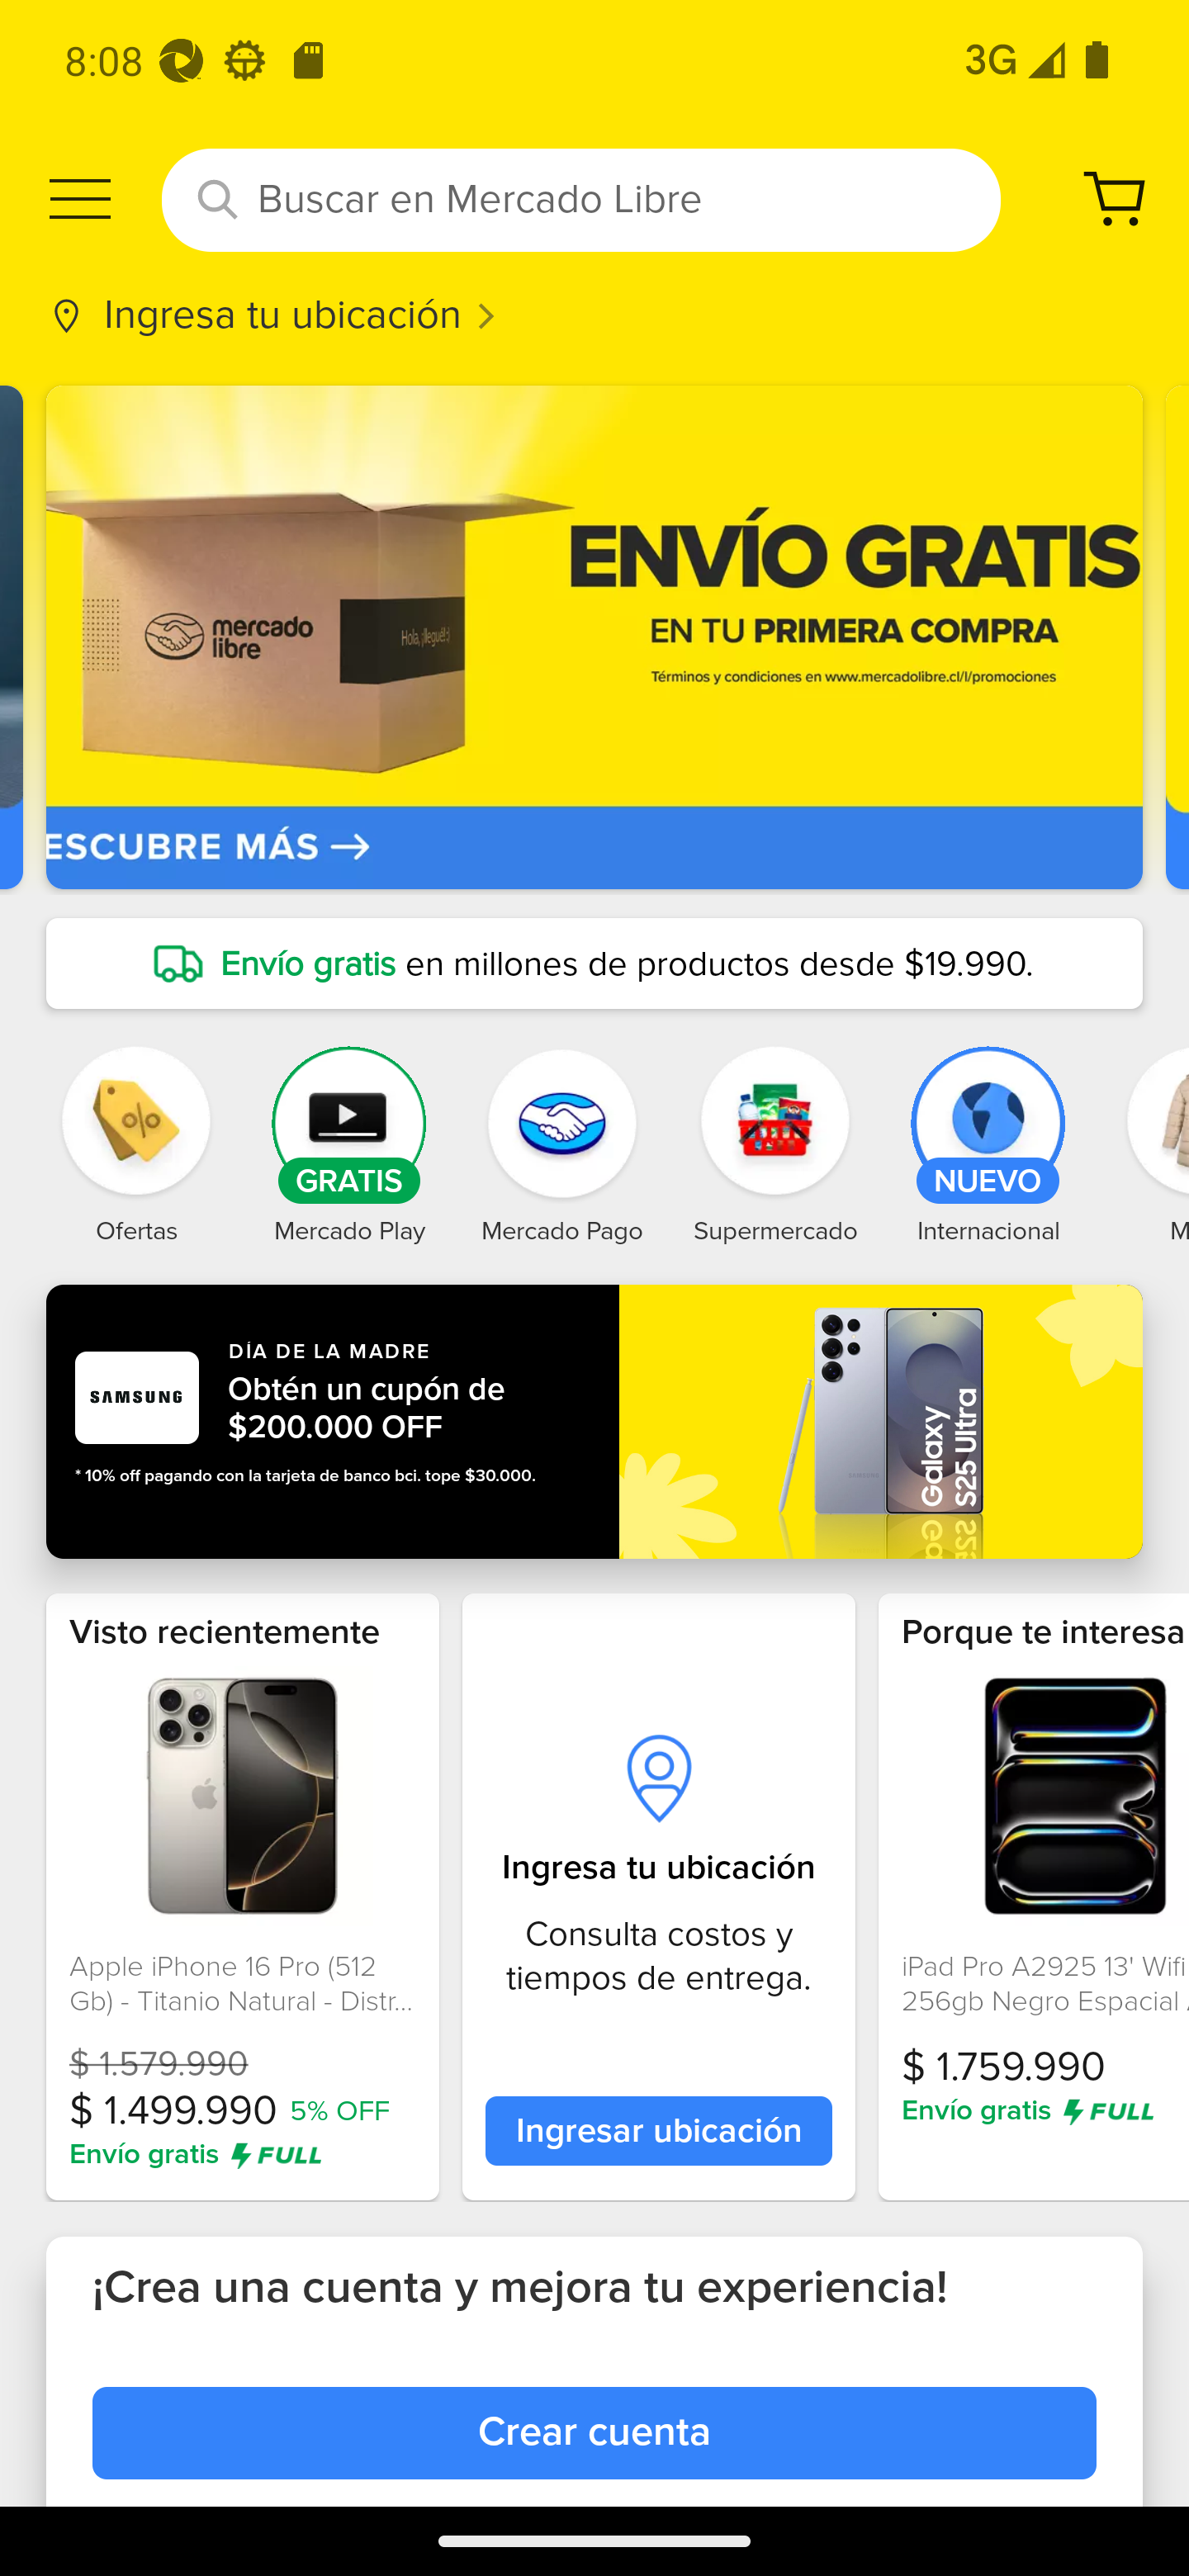 8:08
3G
Buscar en Mercado Libre
Ingresa tu ubicación
mercado
libre
Hola, ¡llegué!:)
ENVÍO GRATIS
EN TU PRIMERA COMPRA
Términos y condiciones en www.mercadolibre.cl/l/promociones
ESCUBRE MÁS →
Envío gratis en millones de productos desde $19.990.
%
GRATIS
NUEVO
Ofertas
Mercado Play
Mercado Pago
Supermercado
Internacional
M
SAMSUNG
DÍA DE LA MADRE
Obtén un cupón de
$200.000 OFF
* 10% off pagando con la tarjeta de banco bci. tope $30.000.
Galaxy
S25 Ultra
Visto recientemente
Apple iPhone 16 Pro (512
Gb) - Titanio Natural - Distr...
$ 1.579.990
$ 1.499.990 5% OFF
Envío gratis FULL
Ingresa tu ubicación
Consulta costos y
tiempos de entrega.
Ingresar ubicación
Porque te interesa
iPad Pro A2925 13' Wifi
256gb Negro Espacial
$ 1.759.990
Envío gratis FULL
¡Crea una cuenta y mejora tu experiencia!
Crear cuenta